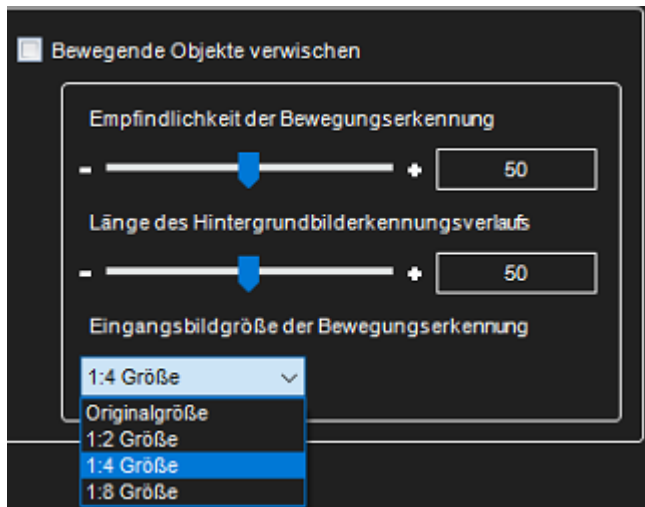 Bewegende Objekte verwischen
Empfindlichkeit der Bewegungserkennung
- + 50
Länge des Hintergrundbilderkennungsverlaufs
- + 50
Eingangsbildgröße der Bewegungserkennung
1:4 Größe
Originalgröße
1:2 Größe
1:4 Größe
1:8 Größe